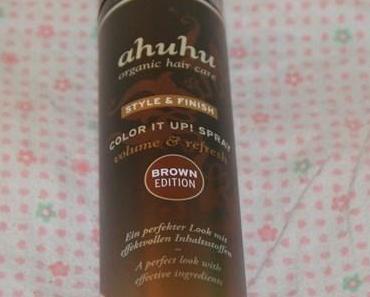 ahuhu
organic hair care
STYLE & FINISH
COLOR IT UP! SPRAY
volume & refresh
BROWN
EDITION
Ein perfekter Look mit
effektvollen Inhaltsstoffen
–
A perfect look with
effective ingredients